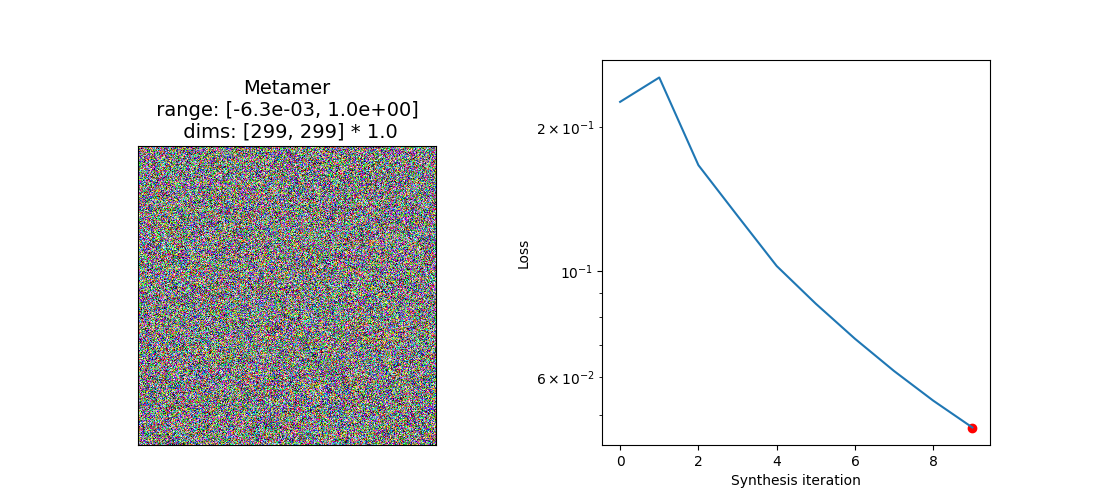 Metamer
range: [-6.3e-03, 1.0e+00]
dims: [299, 299] * 1.0
2 × 10⁻¹
10⁻¹
6 × 10⁻²
Loss
0 2 4 6 8
Synthesis iteration